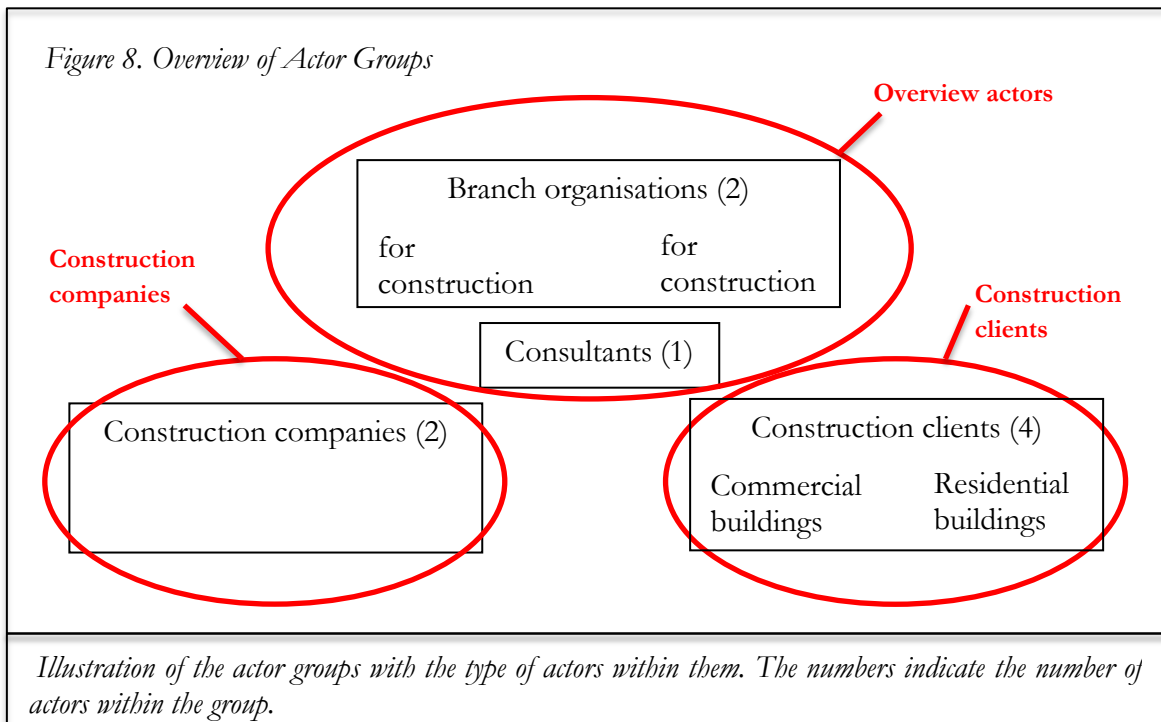 Figure 8. Overview of Actor Groups
Overview actors
Branch organisations (2)
for
construction
for
construction
Construction
companies
Construction
clients
Consultants (1)
Construction companies (2)
Construction clients (4)
Commercial
buildings
Residential
buildings
Illustration of the actor groups with the type of actors within them. The numbers indicate the number of
actors within the group.